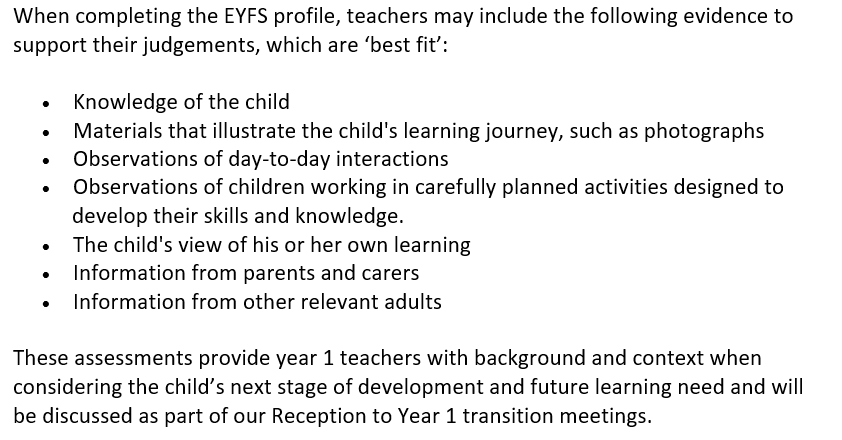 When completing the EYFS profile, teachers may include the following evidence to
support their judgements, which are ‘best fit’:
• Knowledge of the child
• Materials that illustrate the child's learning journey, such as photographs
• Observations of day-to-day interactions
• Observations of children working in carefully planned activities designed to
develop their skills and knowledge.
• The child's view of his or her own learning
• Information from parents and carers
• Information from other relevant adults
These assessments provide year 1 teachers with background and context when
considering the child’s next stage of development and future learning need and will
be discussed as part of our Reception to Year 1 transition meetings.